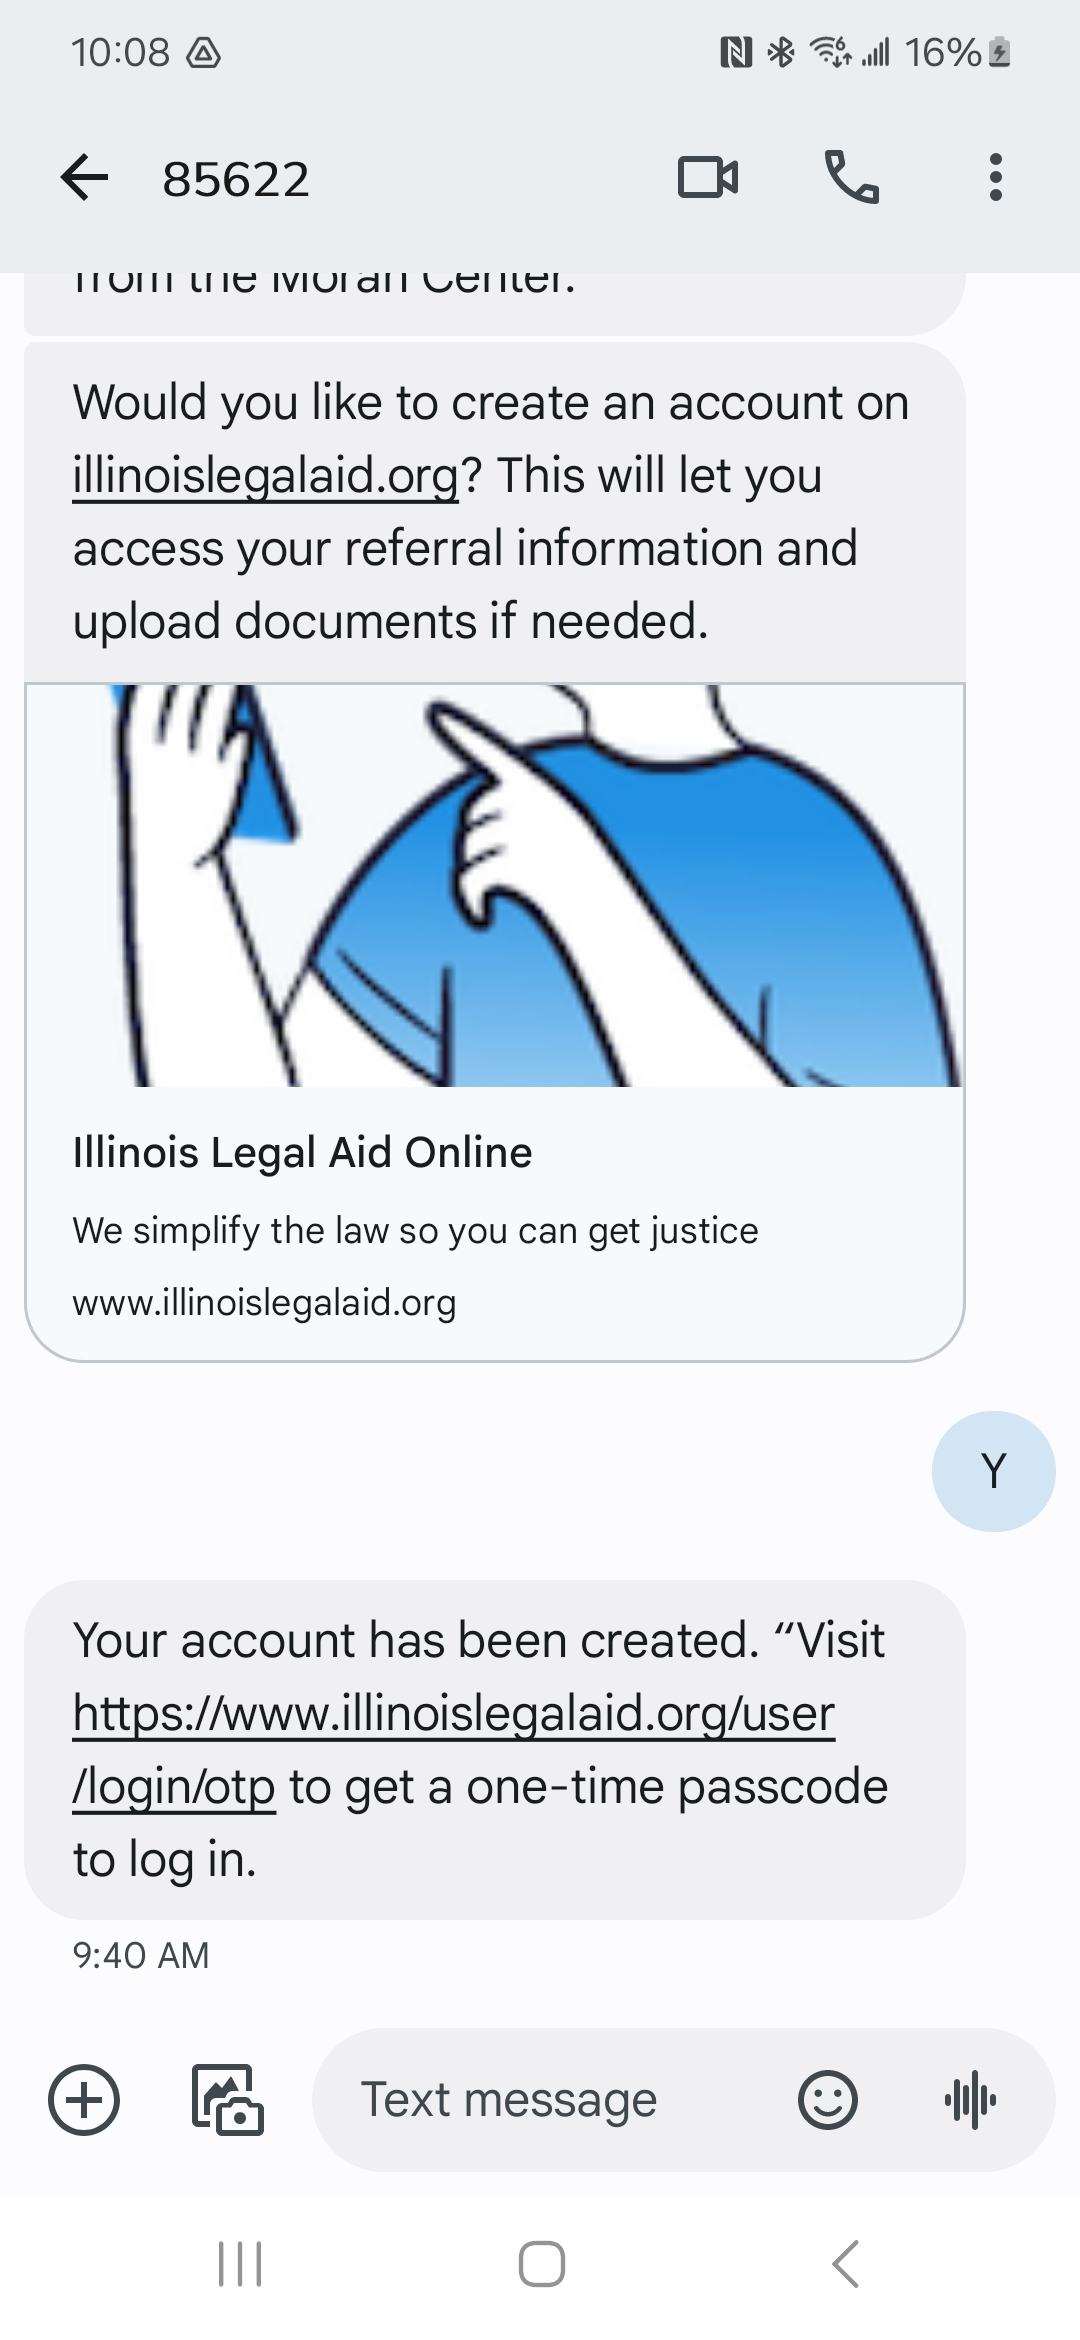 10:08
16%
85622
from the Moran Center.
Would you like to create an account on
illinoislegalaid.org? This will let you
access your referral information and
upload documents if needed.
Illinois Legal Aid Online
We simplify the law so you can get justice
www.illinoislegalaid.org
Y
Your account has been created. “Visit
https://www.illinoislegalaid.org/user
/login/otp to get a one-time passcode
to log in.
9:40 AM
Text message